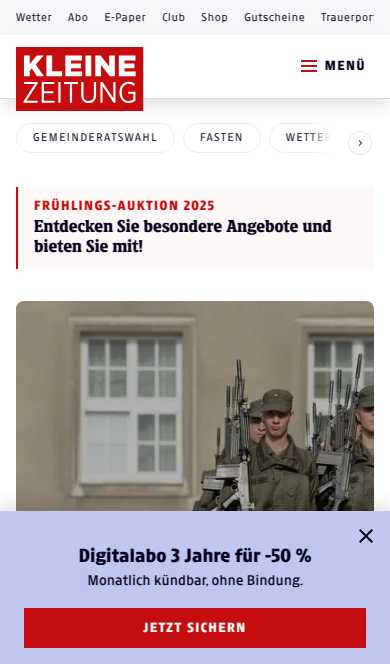 Wetter Abo E-Paper Club Shop Gutscheine Trauerpor
KLEINE
ZEITUNG
MENÜ
GEMEINDERATSWAHL FASTEN WETTER
FRÜHLINGS-AUKTION 2025
Entdecken Sie besondere Angebote und
bieten Sie mit!
Digitalabo 3 Jahre für -50 %
Monatlich kündbar, ohne Bindung.
JETZT SICHERN